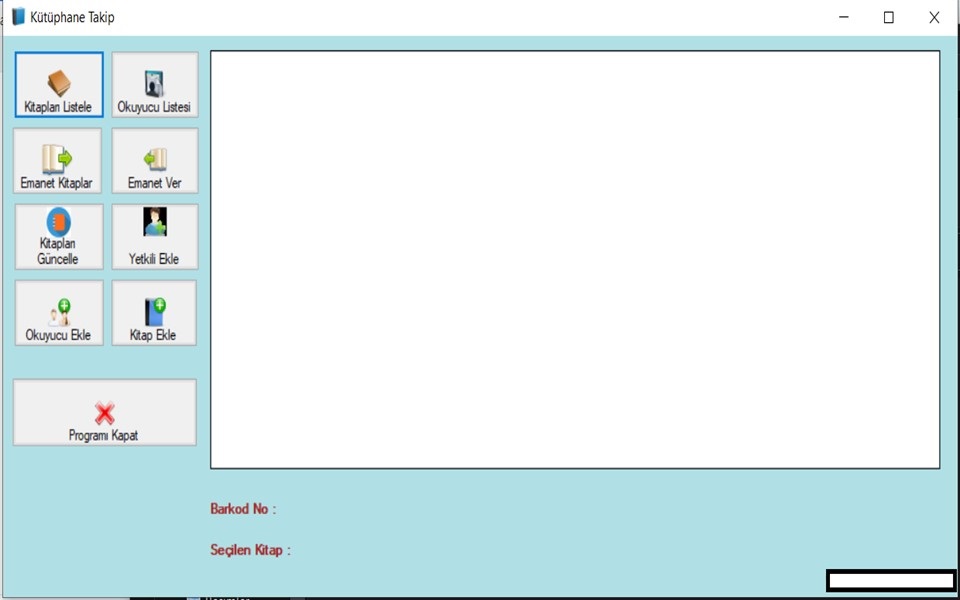 Kütüphane Takip
Kitapları Listele
Okuyucu Listesi
Emanet Kitaplar
Emanet Ver
Kitapları
Güncelle
Yetkili Ekle
Okuyucu Ekle
Kitap Ekle
Programı Kapat
Barkod No :
Seçilen Kitap :